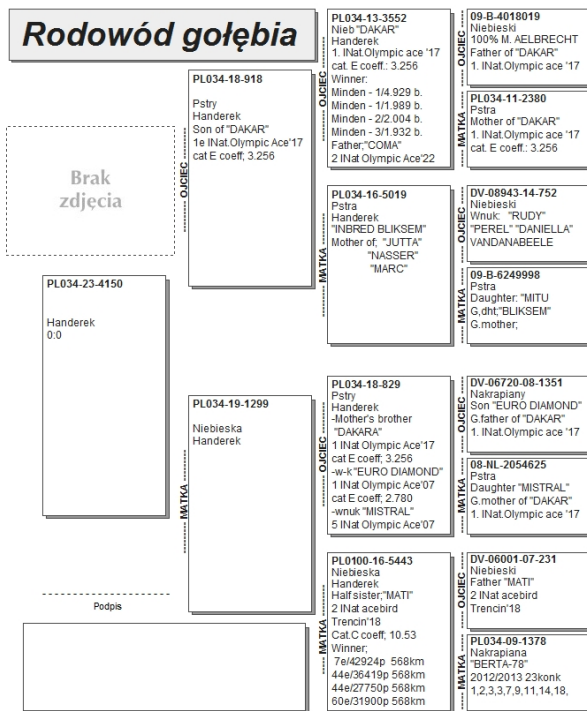 Rodowód gołębia
Brak
zdjęcia
PL034-23-4150
Handerek
0:0
Podpis
OJCIEC
PL034-18-918
Pstry
Handerek
Son of "DAKAR"
1e INat.Olympic Ace'17
cat E coeff; 3.256
MATKA
PL034-19-1299
Niebieska
Handerek
OJCIEC
PL034-13-3552
Nieb "DAKAR"
Handerek
1. INat.Olympic ace '17
cat. E coeff.: 3.256
Winner:
Minden - 1/4.929 b.
Minden - 1/1.989 b.
Minden - 2/2.004 b.
Minden - 3/1.932 b.
Father;"COMA"
2 INat Olympic Ace'22
MATKA
PL034-16-5019
Pstra
Handerek
"INBRED BLIKSEM"
Mother of; "JUTTA"
"NASSER"
"MARC"
OJCIEC
PL034-18-829
Pstry
Handerek
-Mother's brother
"DAKARA"
1 INat Olympic Ace'17
cat E coeff; 3.256
-w-k "EURO DIAMOND"
1 INat Olympic Ace'07
cat E coeff; 2.780
-wnuk "MISTRAL"
5 INat Olympic Ace'07
MATKA
PL0100-16-5443
Niebieska
Handerek
Half sister;"MATI"
2 INat acebird
Trencin'18
Cat.C coeff; 10.53
Winner;
7e/42924p 568km
44e/36419p 568km
44e/27750p 568km
60e/31900p 568km
OJCIEC
09-B-4018019
Niebieski
100% M. AELBRECHT
Father of "DAKAR"
1. INat.Olympic ace '17
MATKA
PL034-11-2380
Pstra
Mother of "DAKAR"
1. INat.Olympic ace '17
cat. E coeff.: 3.256
OJCIEC
DV-08943-14-752
Niebieski
Wnuk: "RUDY"
"PEREL" "DANIELLA"
VANDANABEELE
MATKA
09-B-6249998
Pstra
Daughter: "MITU
G,dht;"BLIKSEM"
G.mother;
OJCIEC
DV-06720-08-1351
Nakrapiany
Son "EURO DIAMOND"
G.father of "DAKAR"
1. INat.Olympic ace '17
MATKA
08-NL-2054625
Pstra
Daughter "MISTRAL"
G.mother of "DAKAR"
1. INat.Olympic ace '17
OJCIEC
DV-06001-07-231
Niebieski
Father "MATI"
2 INat acebird
Trencin'18
MATKA
PL034-09-1378
Nakrapiana
"BERTA-78"
2012/2013 23konk
1,2,3,3,7,9,11,14,18,